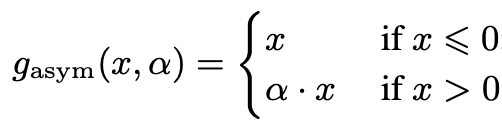 g_asym(x, α) = { x if x ⩽ 0
α · x if x > 0